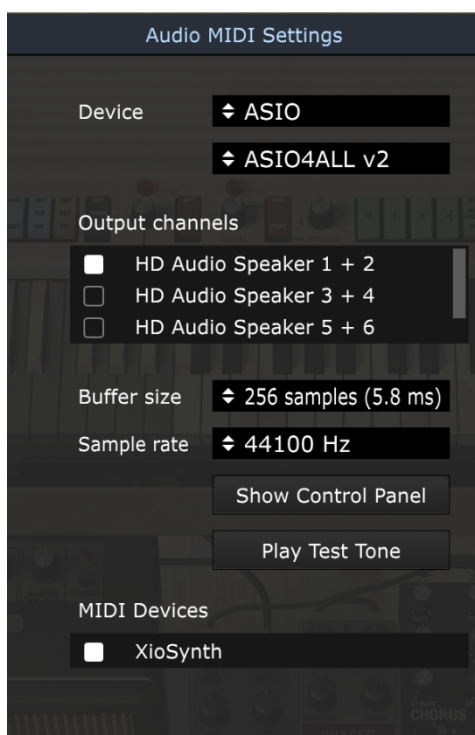 Audio MIDI Settings
Device ASIO
ASIO4ALL v2
Output channels
HD Audio Speaker 1 + 2
HD Audio Speaker 3 + 4
HD Audio Speaker 5 + 6
Buffer size 256 samples (5.8 ms)
Sample rate 44100 Hz
Show Control Panel
Play Test Tone
MIDI Devices
XioSynth
CHORUS
PHASER